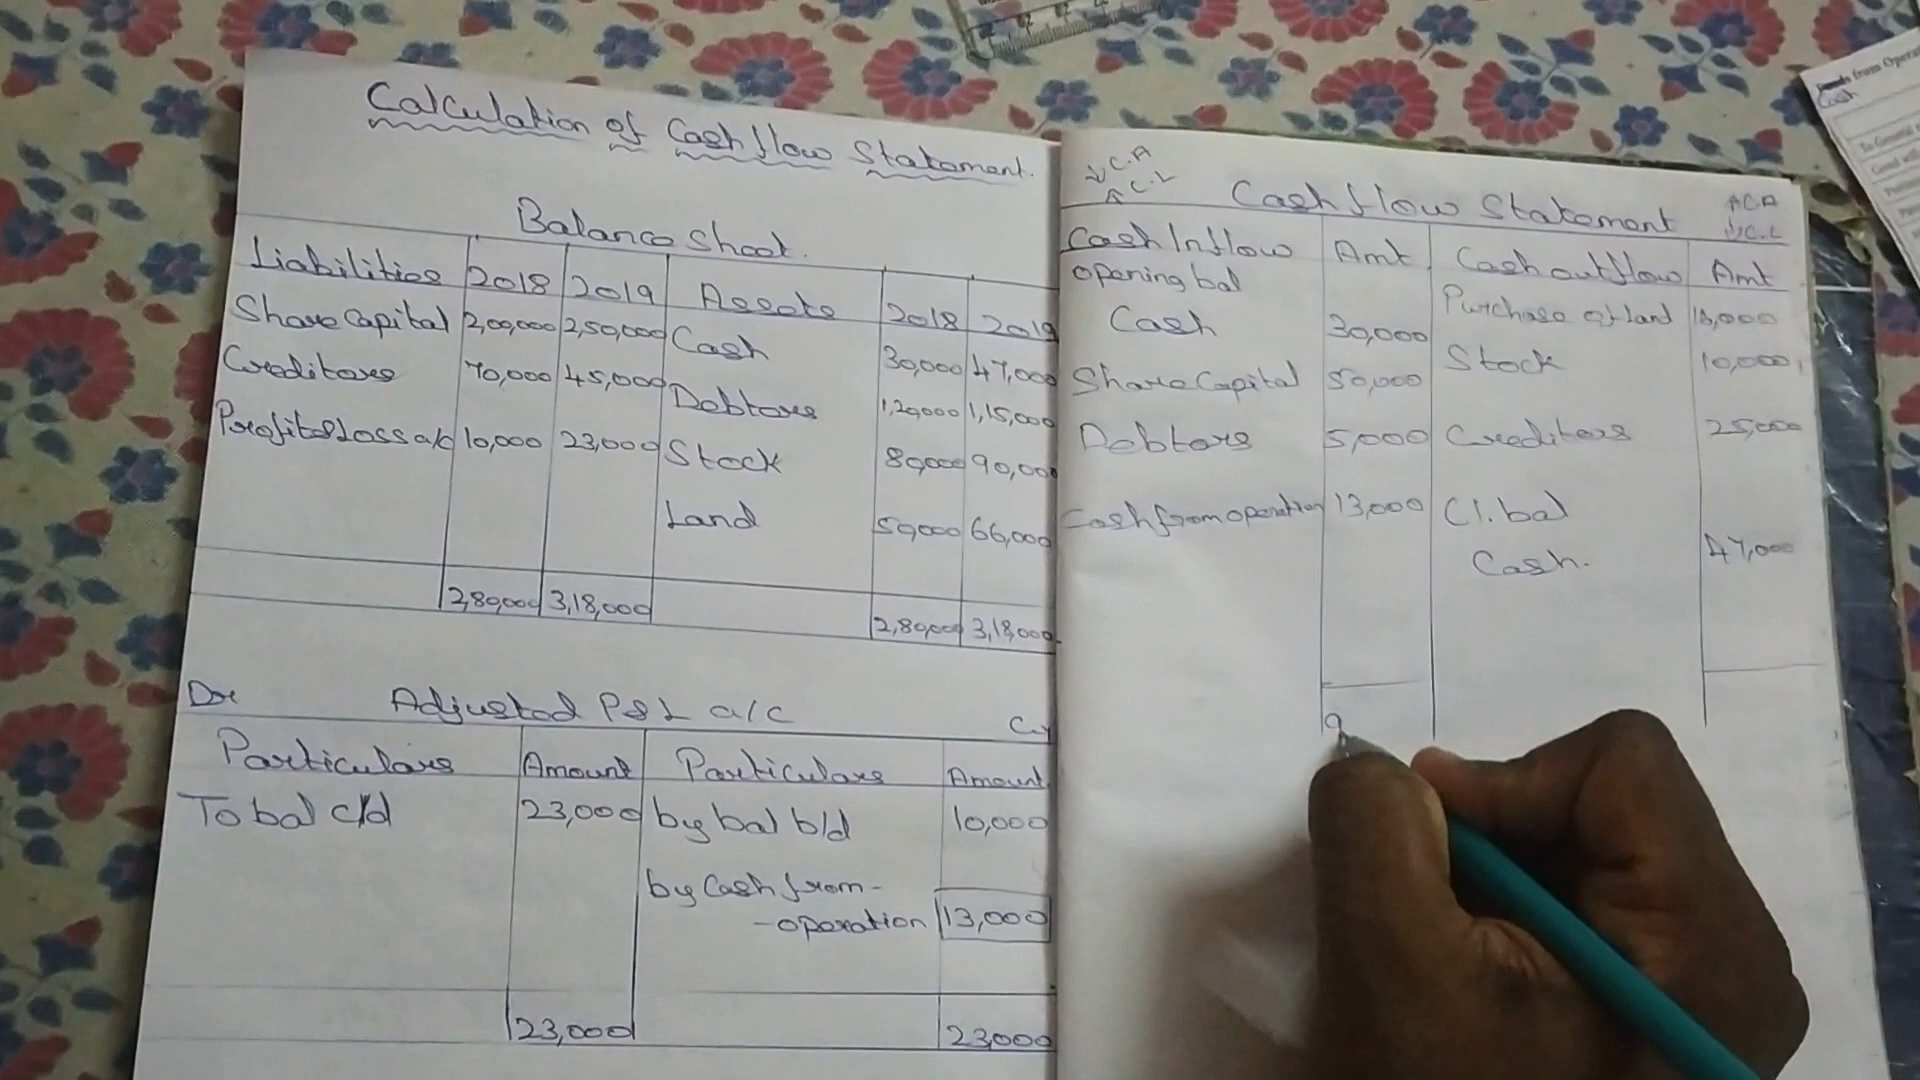 Calculation of Cash flow Statement.
Balance Sheet.
Liabilities 2018 2019 Assets 2018 2019
Share Capital 2,00,000 2,50,000 Cash 30,000 47,000
Creditors 70,000 45,000 Debtors 1,20,000 1,15,000
Profit & Loss a/c 10,000 23,000 Stock 80,000 90,000
Land 50,000 66,000
2,80,000 3,18,000 2,80,000 3,18,000
Dr Adjusted P&L a/c Cr
Particulars Amount Particulars Amount
To bal c/d 23,000 by bal b/d 10,000
by Cash from-
-operation 13,000
23,000 23,000
↓C.A
↑C.L
Cash flow Statement
↑C.A
↓C.L
Cash Inflow Amt Cash outflow Amt
Opening bal Purchase of land
Cash 30,000 Stock 10,000
Share Capital 50,000
Debtors 5,000 Creditors 25,000
Cash from operation 13,000 Cl. bal
Cash. 47,000
9
from Operat
Cash